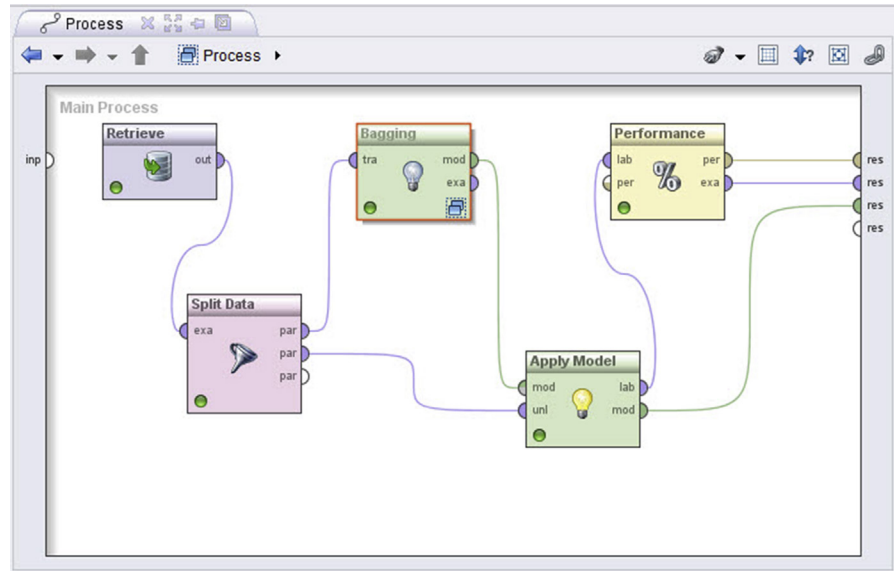 Process
Process
Main Process
Retrieve
out
Bagging
tra
mod
exa
Performance
lab
per
per
exa
%
inp
res
res
res
res
Split Data
exa
par
par
par
Apply Model
mod
lab
unl
mod
?